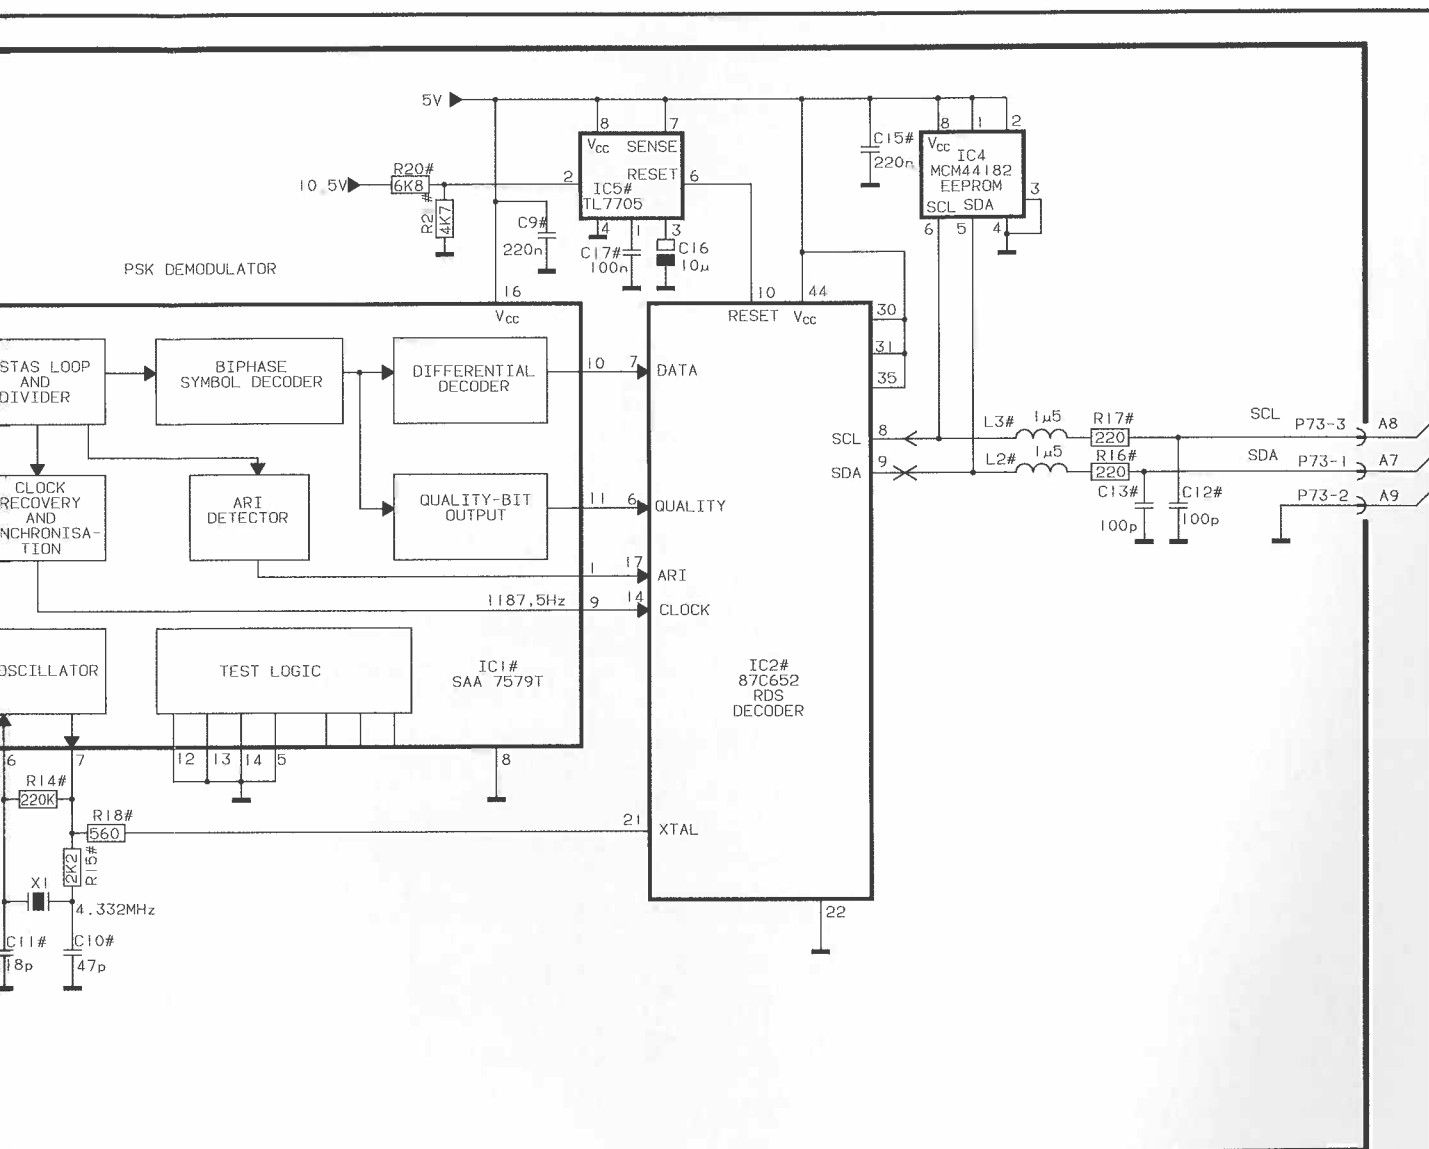 5V
8
7
Vcc SENSE
RESET
2
6
IC5#
TL7705
4
1
3
10.5V
R20#
6K8
R2 #
4K7
C9#
220n
C17#
100n
C16
10µ
C15#
220n
8
1
2
Vcc
IC4
MCM44182
EEPROM
SCL SDA
3
6
5
4
PSK DEMODULATOR
16
Vcc
10
44
RESET Vcc
30
31
35
STAS LOOP
AND
DIVIDER
BIPHASE
SYMBOL DECODER
DIFFERENTIAL
DECODER
10
7
DATA
CLOCK
RECOVERY
AND
NCHRONISA-
TION
ARI
DETECTOR
QUALITY-BIT
OUTPUT
11
6
QUALITY
1
17
ARI
1187,5Hz
9
14
CLOCK
SCL
8
SDA
9
L3#
1µ5
R17#
220
SCL
P73-3
A8
L2#
1µ5
R16#
220
SDA
P73-1
A7
C13#
100p
C12#
100p
P73-2
A9
OSCILLATOR
TEST LOGIC
IC1#
SAA 7579T
IC2#
87C652
RDS
DECODER
6
7
12
13
14
5
8
R14#
220K
R18#
560
21
XTAL
2K2
R15#
X1
4.332MHz
C11#
18p
C10#
47p
22